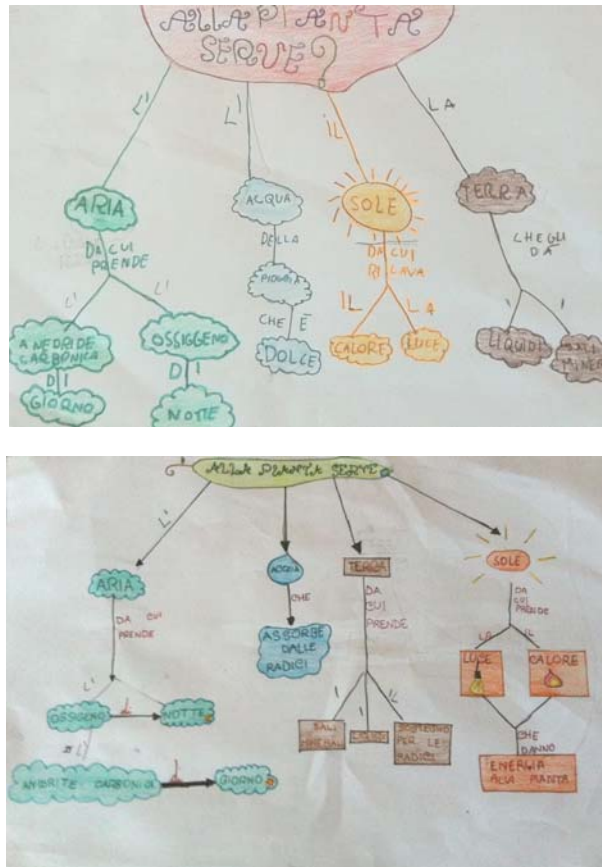 ALLA PIANTA
SERVE?
L' L' IL LA
ARIA ACQUA SOLE TERRA
DA CUI
PRENDE
DELLA
DA CUI
RICAVA
CHE GLI
DÀ
L' L'
PIOGGIA
IL LA
I I
ANEDRIDE
CARBONICA
OSSIGGENO
CHE È
DOLCE
CALORE LUCE
LIQUIDI
SALI
MINER
DI DI
GIORNO NOTTE
ALLA PIANTA SERVE
L'
ARIA ACQUA TERRA SOLE
DA CUI
PRENDE
CHE
DA
CUI
PRENDE
DA
CUI
PRENDE
ASSORBE
DALLE
RADICI
LA IL
LUCE CALORE
L'
I I IL
OSSIGENO NOTTE
SALI
MINERALI
SOSTEGNO
PER LE
RADICI
L'
CHE
DANNO
ANIDRITE CARBONICA GIORNO
ENERGIA
ALLA PIANTA